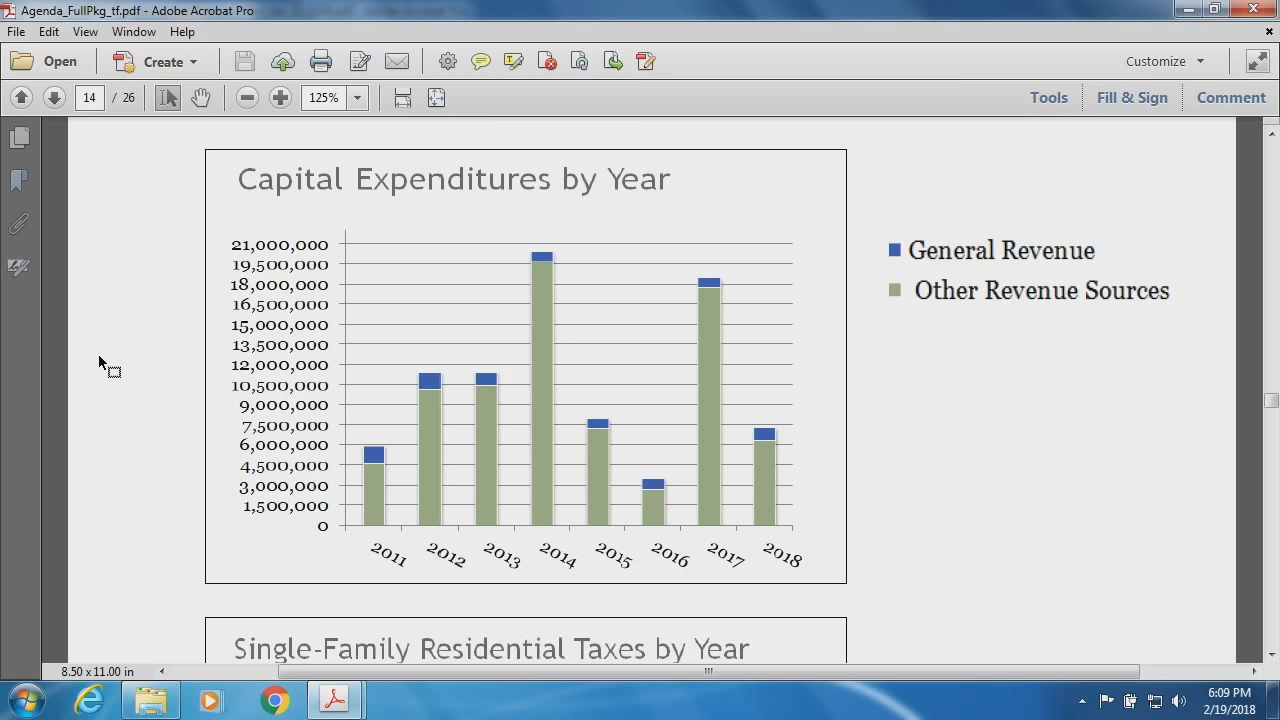 Agenda_FullPkg_tf.pdf - Adobe Acrobat Pro
File Edit View Window Help
Open Create Customize
14 / 26 125% Tools Fill & Sign Comment
Capital Expenditures by Year
21,000,000
19,500,000
18,000,000
16,500,000
15,000,000
13,500,000
12,000,000
10,500,000
9,000,000
7,500,000
6,000,000
4,500,000
3,000,000
1,500,000
0
2011 2012 2013 2014 2015 2016 2017 2018
General Revenue
Other Revenue Sources
Single-Family Residential Taxes by Year
8.50 x 11.00 in
6:09 PM
2/19/2018